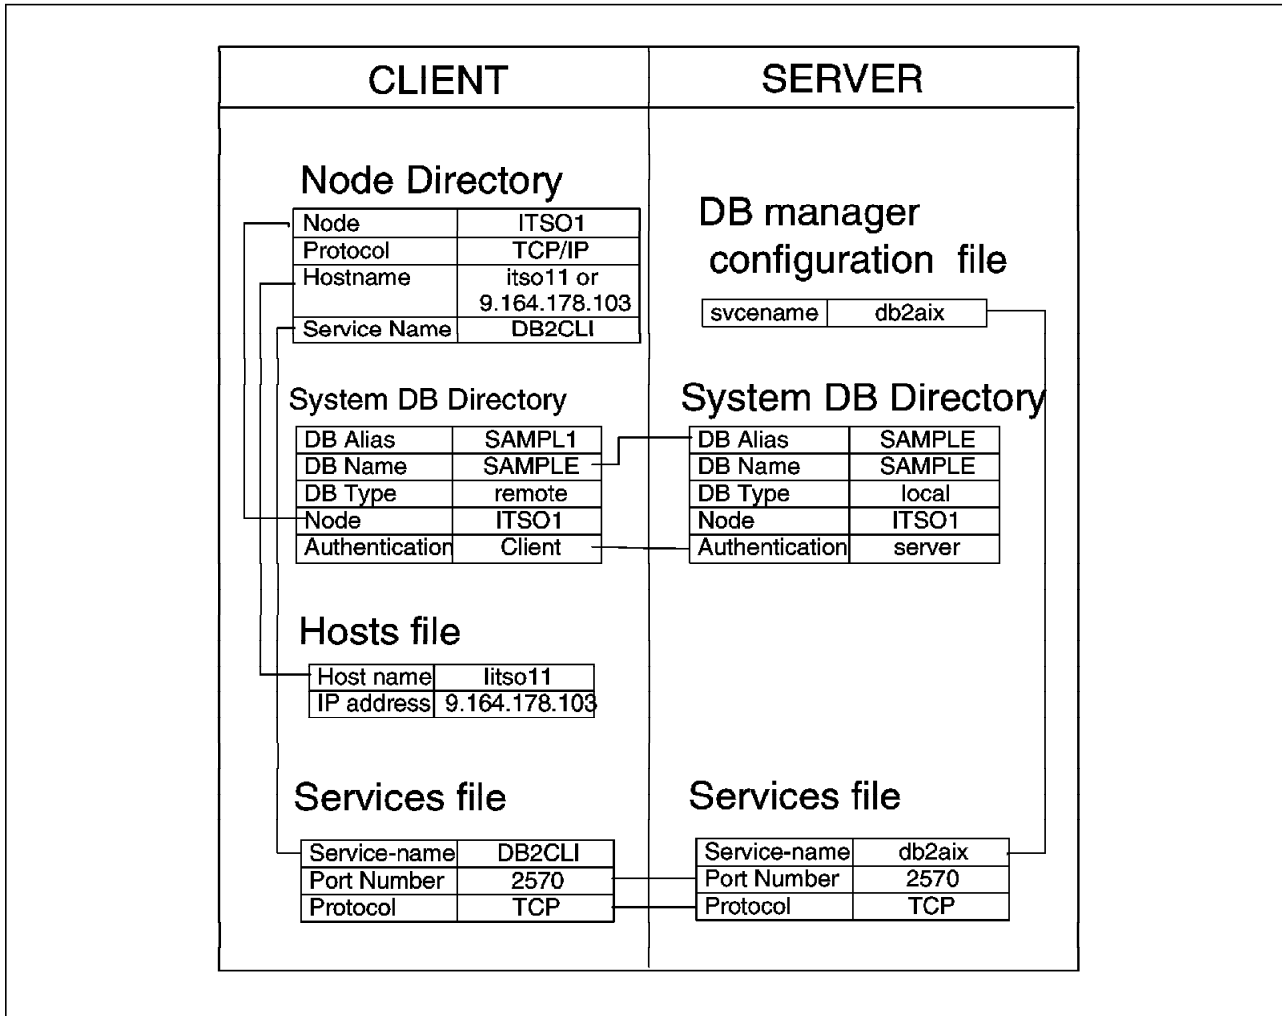 CLIENT
SERVER
Node Directory
Node ITSO1
Protocol TCP/IP
Hostname itso11 or
9.164.178.103
Service Name DB2CLI
DB manager
configuration file
svcename db2aix
System DB Directory
DB Alias SAMPL1
DB Name SAMPLE
DB Type remote
Node ITSO1
Authentication Client
System DB Directory
DB Alias SAMPLE
DB Name SAMPLE
DB Type local
Node ITSO1
Authentication server
Hosts file
Host name Iitso11
IP address 9.164.178.103
Services file
Service-name DB2CLI
Port Number 2570
Protocol TCP
Services file
Service-name db2aix
Port Number 2570
Protocol TCP